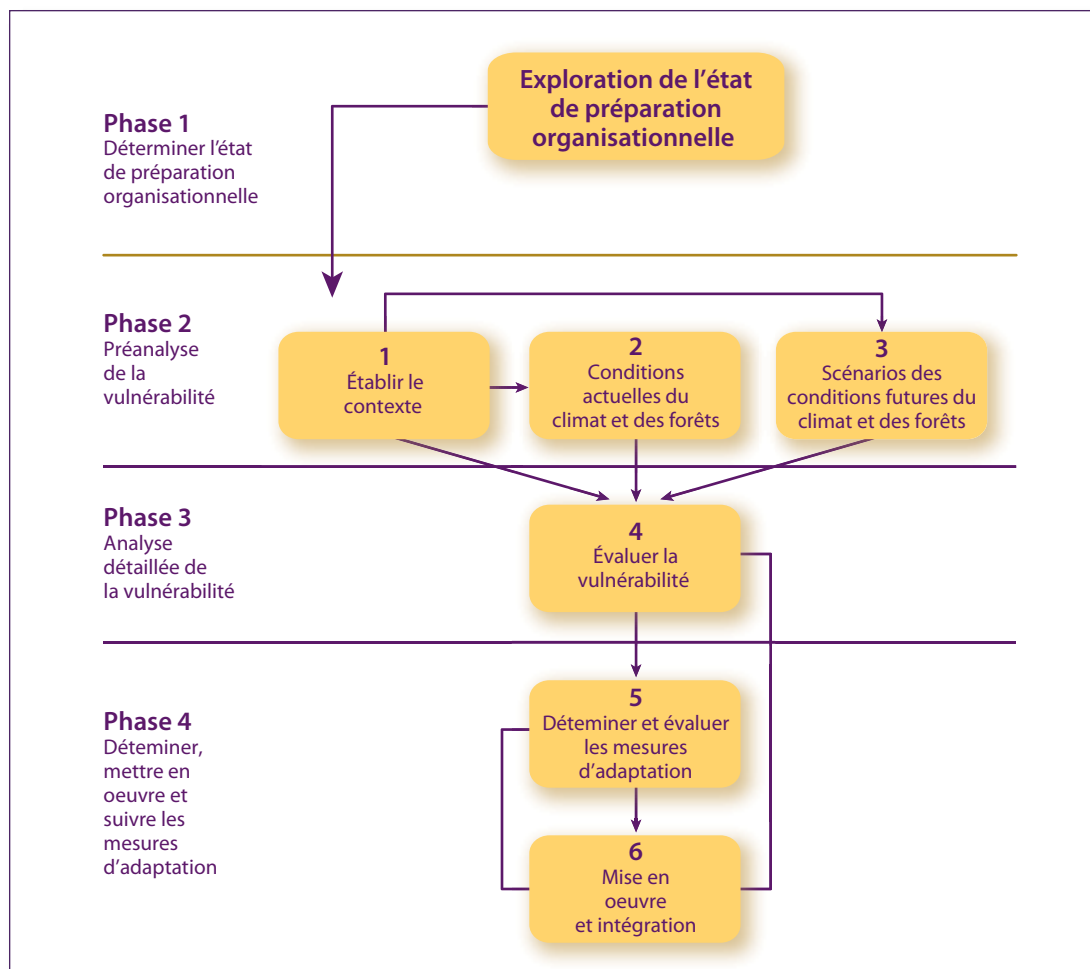 Exploration de l'état
de préparation
organisationnelle
Phase 1
Déterminer l'état
de préparation
organisationnelle
Phase 2
Préanalyse
de la
vulnérabilité
1
Établir le
contexte
2
Conditions
actuelles du
climat et des forêts
3
Scénarios des
conditions futures du
climat et des forêts
Phase 3
Analyse
détaillée de
la vulnérabilité
4
Évaluer la
vulnérabilité
Phase 4
Déteminer,
mettre en
oeuvre et
suivre les
mesures
d'adaptation
5
Déteminer et évaluer
les mesures
d'adaptation
6
Mise en
oeuvre
et intégration